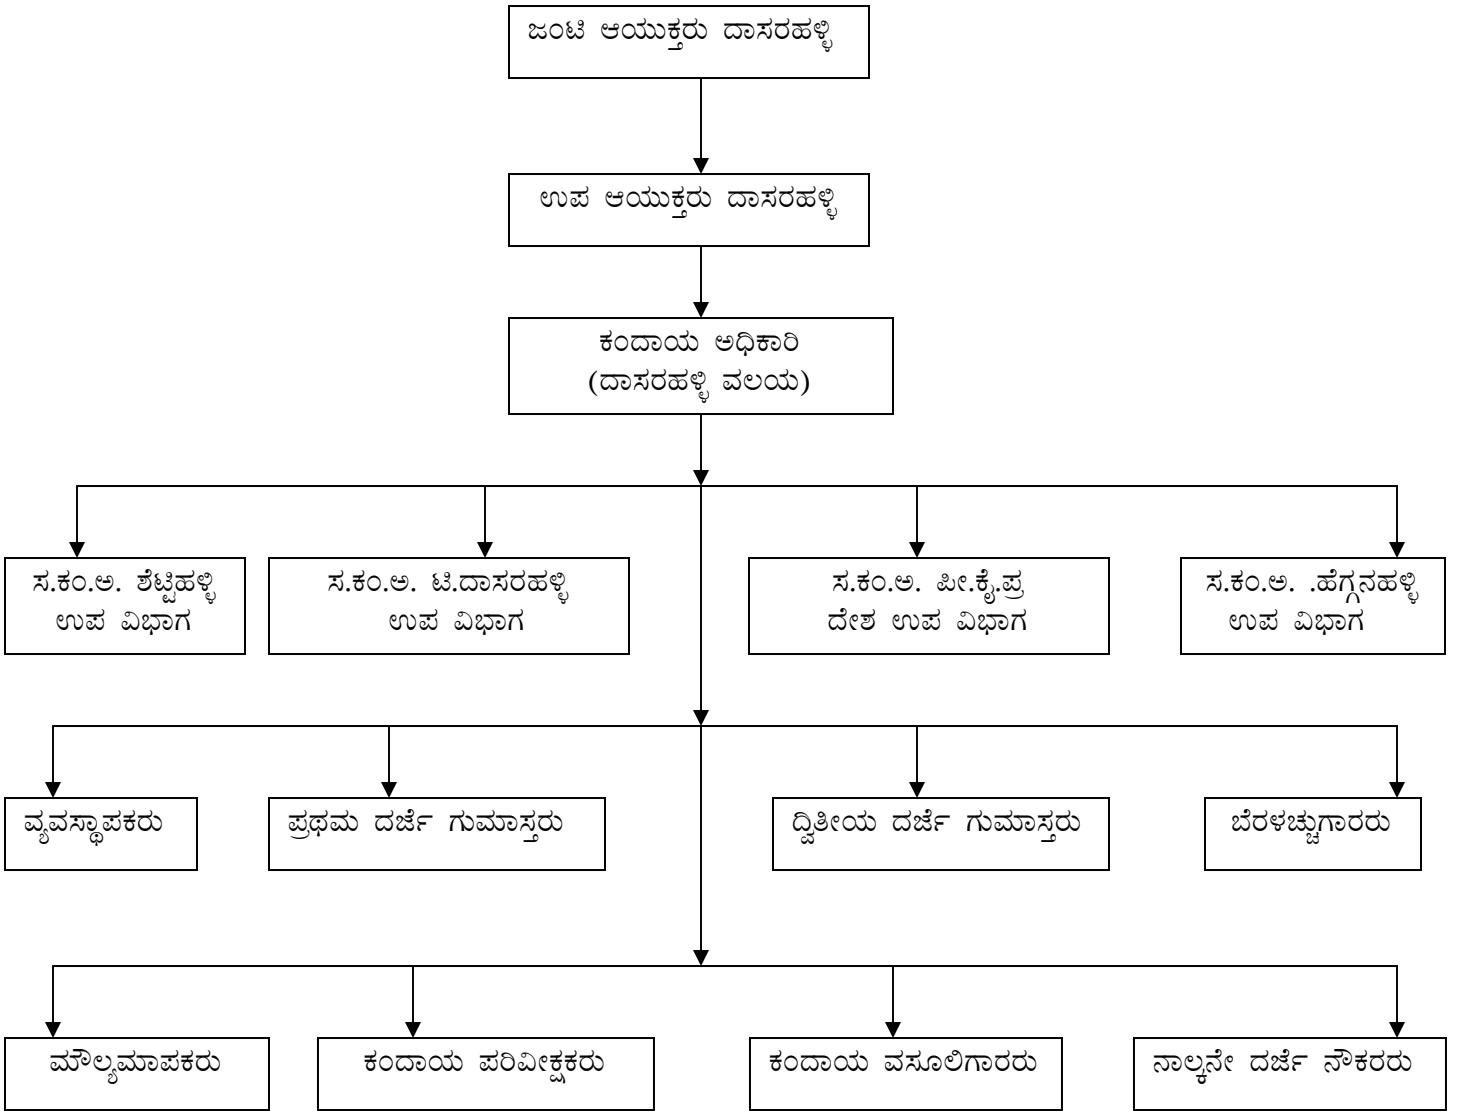 ಜಂಟಿ ಆಯುಕ್ತರು ದಾಸರಹಳ್ಳಿ
ಉಪ ಆಯುಕ್ತರು ದಾಸರಹಳ್ಳಿ
ಕಂದಾಯ ಅಧಿಕಾರಿ
(ದಾಸರಹಳ್ಳಿ ವಲಯ)
ಸ.ಕಂ.ಅ. ಶೆಟ್ಟಿಹಳ್ಳಿ
ಉಪ ವಿಭಾಗ
ಸ.ಕಂ.ಅ. ಟಿ.ದಾಸರಹಳ್ಳಿ
ಉಪ ವಿಭಾಗ
ಸ.ಕಂ.ಅ. ಪೀ.ಕೈ.ಪ್ರ
ದೇಶ ಉಪ ವಿಭಾಗ
ಸ.ಕಂ.ಅ. .ಹೆಗ್ಗನಹಳ್ಳಿ
ಉಪ ವಿಭಾಗ
ವ್ಯವಸ್ಥಾಪಕರು
ಪ್ರಥಮ ದರ್ಜೆ ಗುಮಾಸ್ತರು
ದ್ವಿತೀಯ ದರ್ಜೆ ಗುಮಾಸ್ತರು
ಬೆರಳಚ್ಚುಗಾರರು
ಮೌಲ್ಯಮಾಪಕರು
ಕಂದಾಯ ಪರಿವೀಕ್ಷಕರು
ಕಂದಾಯ ವಸೂಲಿಗಾರರು
ನಾಲ್ಕನೇ ದರ್ಜೆ ನೌಕರರು